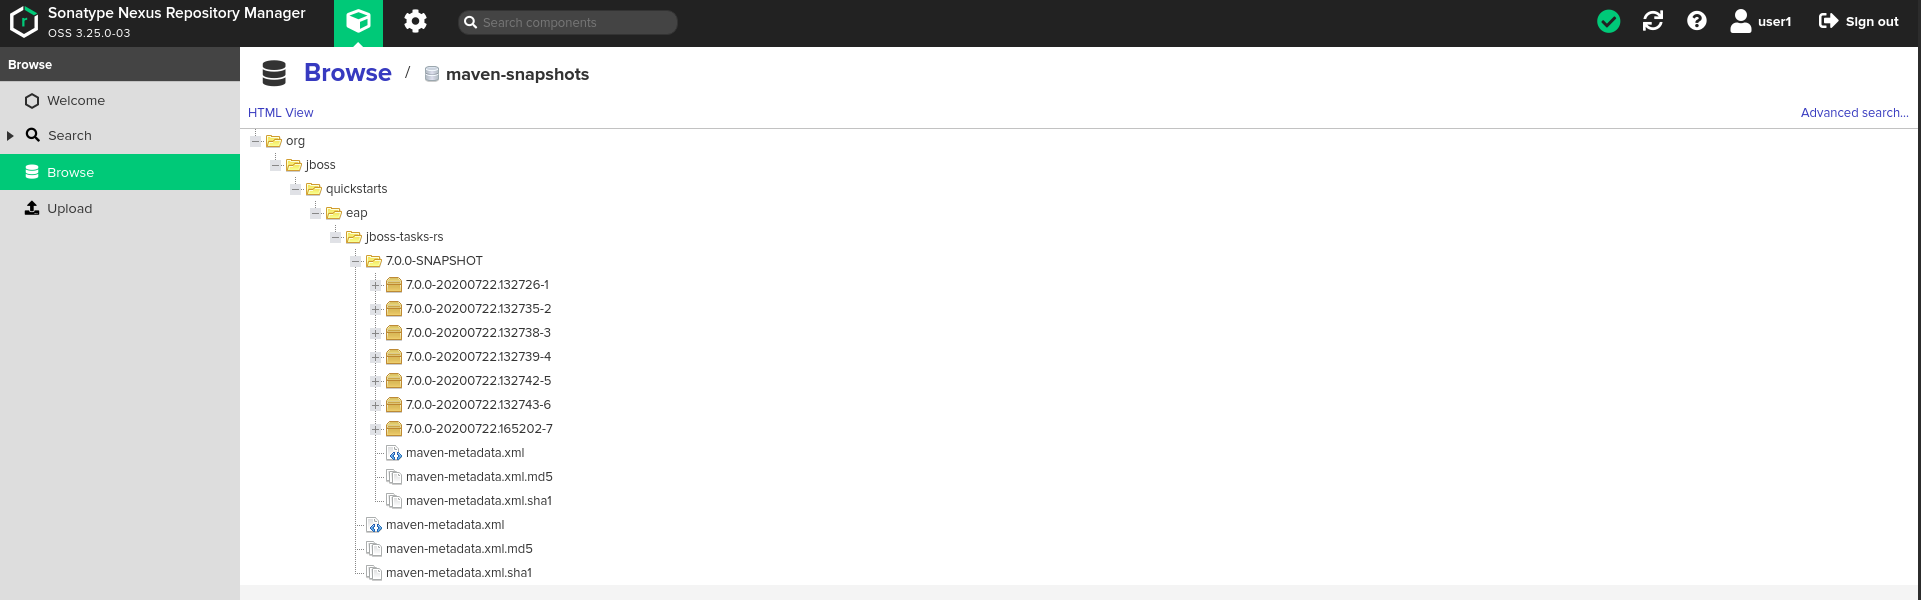 Sonatype Nexus Repository Manager
OSS 3.25.0-03
Search components
user1
Sign out
Browse
Welcome
Search
Browse
Upload
Browse / maven-snapshots
HTML View
Advanced search...
org
jboss
quickstarts
eap
jboss-tasks-rs
7.0.0-SNAPSHOT
7.0.0-20200722.132726-1
7.0.0-20200722.132735-2
7.0.0-20200722.132738-3
7.0.0-20200722.132739-4
7.0.0-20200722.132742-5
7.0.0-20200722.132743-6
7.0.0-20200722.165202-7
maven-metadata.xml
maven-metadata.xml.md5
maven-metadata.xml.sha1
maven-metadata.xml
maven-metadata.xml.md5
maven-metadata.xml.sha1